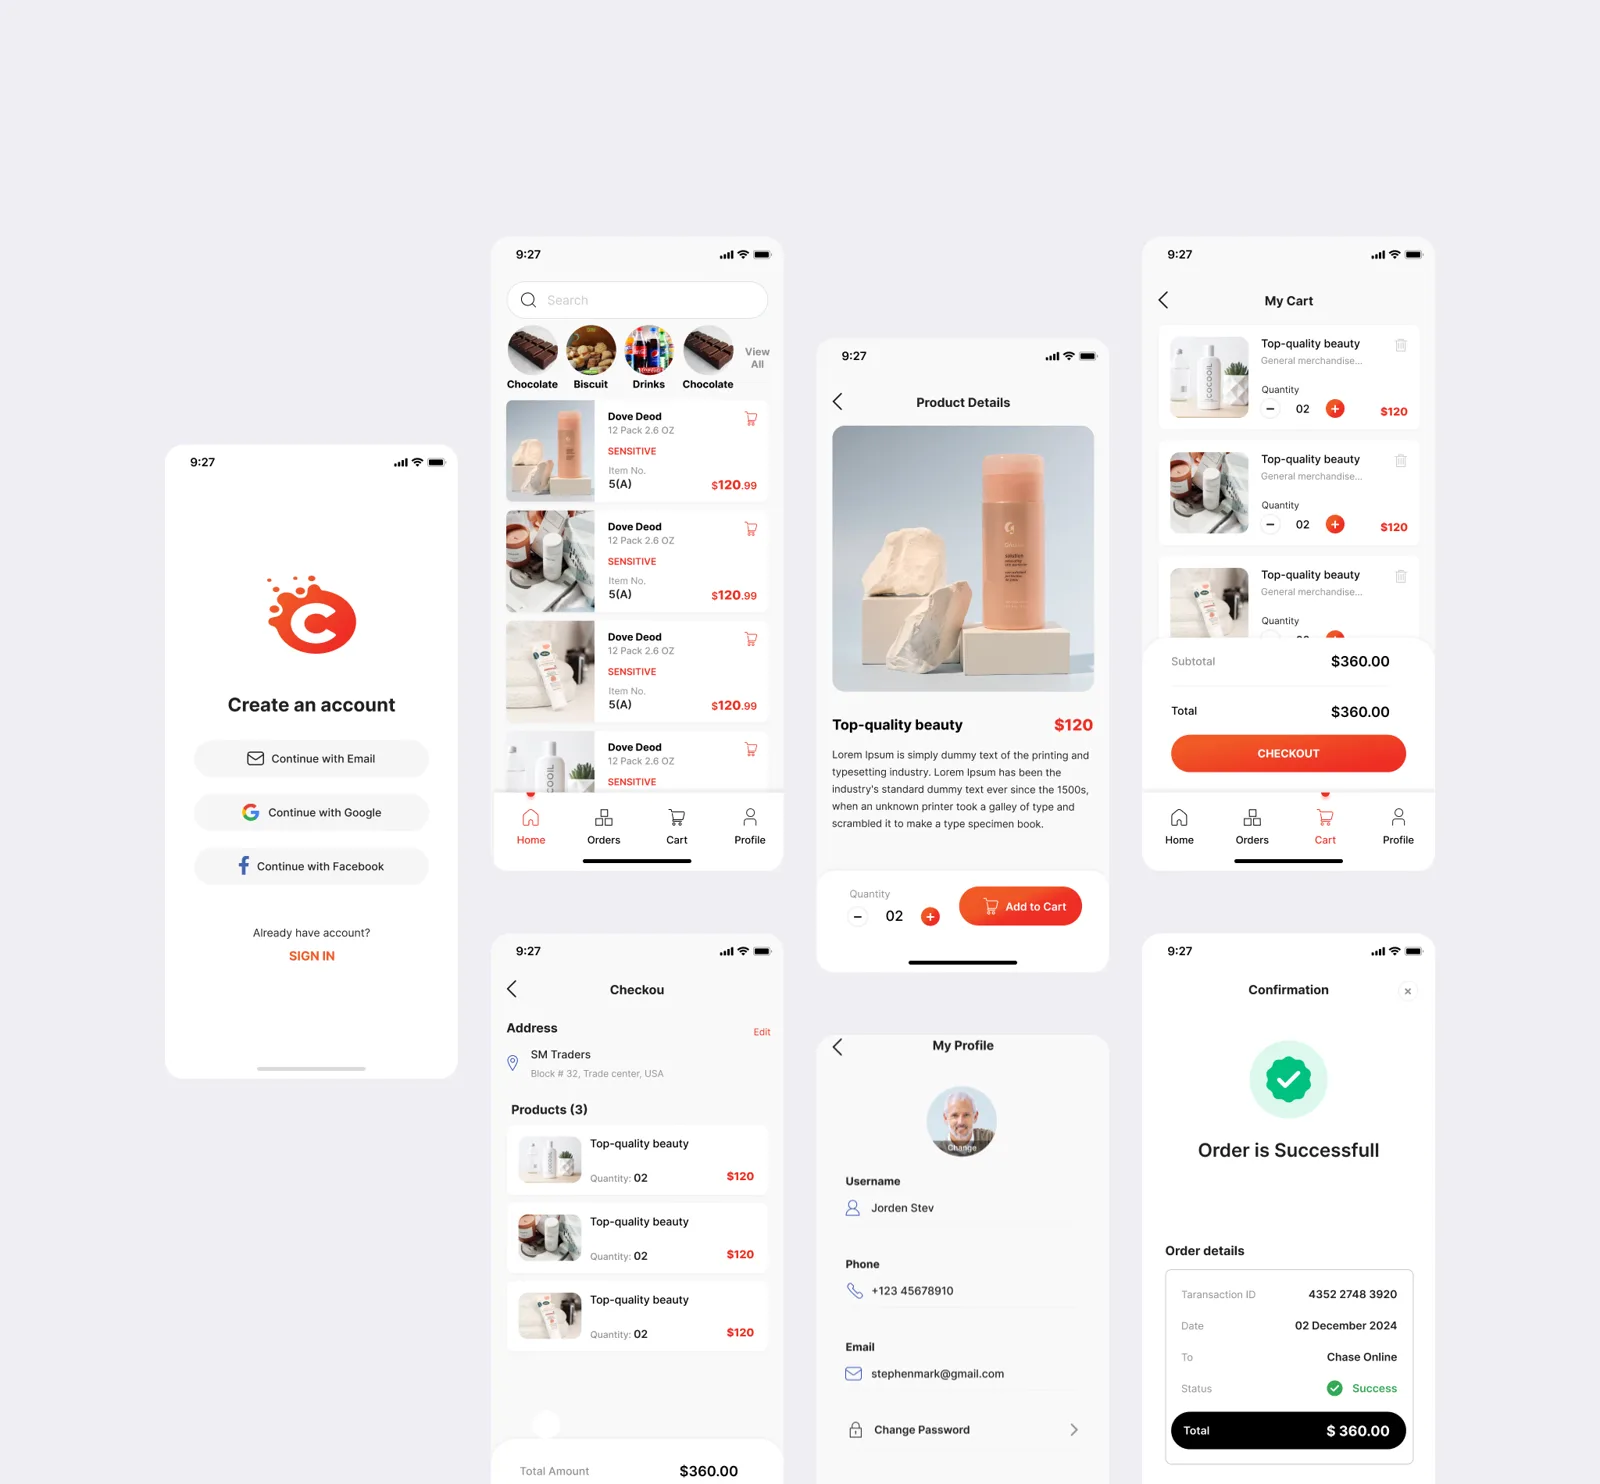 9:27
C
Create an account
Continue with Email
Continue with Google
Continue with Facebook
Already have account?
SIGN IN
9:27
Search
Chocolate
Biscuit
Drinks
Chocolate
View
All
Dove Deod
12 Pack 2.6 OZ
SENSITIVE
Item No.
5(A)
$120.99
Dove Deod
12 Pack 2.6 OZ
SENSITIVE
Item No.
5(A)
$120.99
Dove Deod
12 Pack 2.6 OZ
SENSITIVE
Item No.
5(A)
$120.99
COCOOIL
Dove Deod
12 Pack 2.6 OZ
SENSITIVE
Home
Orders
Cart
Profile
9:27
Product Details
Top-quality beauty
$120
Lorem Ipsum is simply dummy text of the printing and
typesetting industry. Lorem Ipsum has been the
industry's standard dummy text ever since the 1500s,
when an unknown printer took a galley of type and
scrambled it to make a type specimen book.
Quantity
02
Add to Cart
9:27
My Cart
COCOOIL
Top-quality beauty
General merchandise...
Quantity
02
$120
Top-quality beauty
General merchandise...
Quantity
02
$120
Top-quality beauty
General merchandise...
Quantity
Subtotal
$360.00
Total
$360.00
CHECKOUT
Home
Orders
Cart
Profile
9:27
Checkou
Address
Edit
SM Traders
Block # 32, Trade center, USA
Products (3)
Top-quality beauty
Quantity: 02
$120
Top-quality beauty
Quantity: 02
$120
Top-quality beauty
Quantity: 02
$120
Total Amount
$360.00
My Profile
Change
Username
Jorden Stev
Phone
+123 45678910
Email
stephenmark@gmail.com
Change Password
9:27
Confirmation
Order is Successfull
Order details
Taransaction ID
4352 2748 3920
Date
02 December 2024
To
Chase Online
Status
Success
Total
$ 360.00